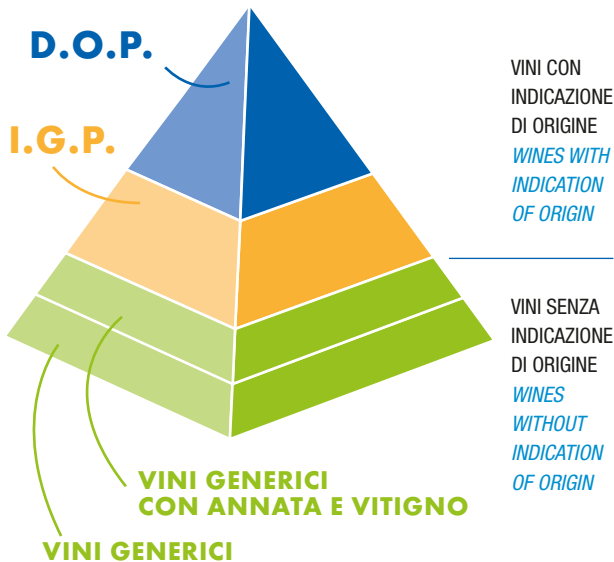 D.O.P.
I.G.P.
VINI CON
INDICAZIONE
DI ORIGINE
WINES WITH
INDICATION
OF ORIGIN
VINI SENZA
INDICAZIONE
DI ORIGINE
WINES
WITHOUT
INDICATION
OF ORIGIN
VINI GENERICI
CON ANNATA E VITIGNO
VINI GENERICI